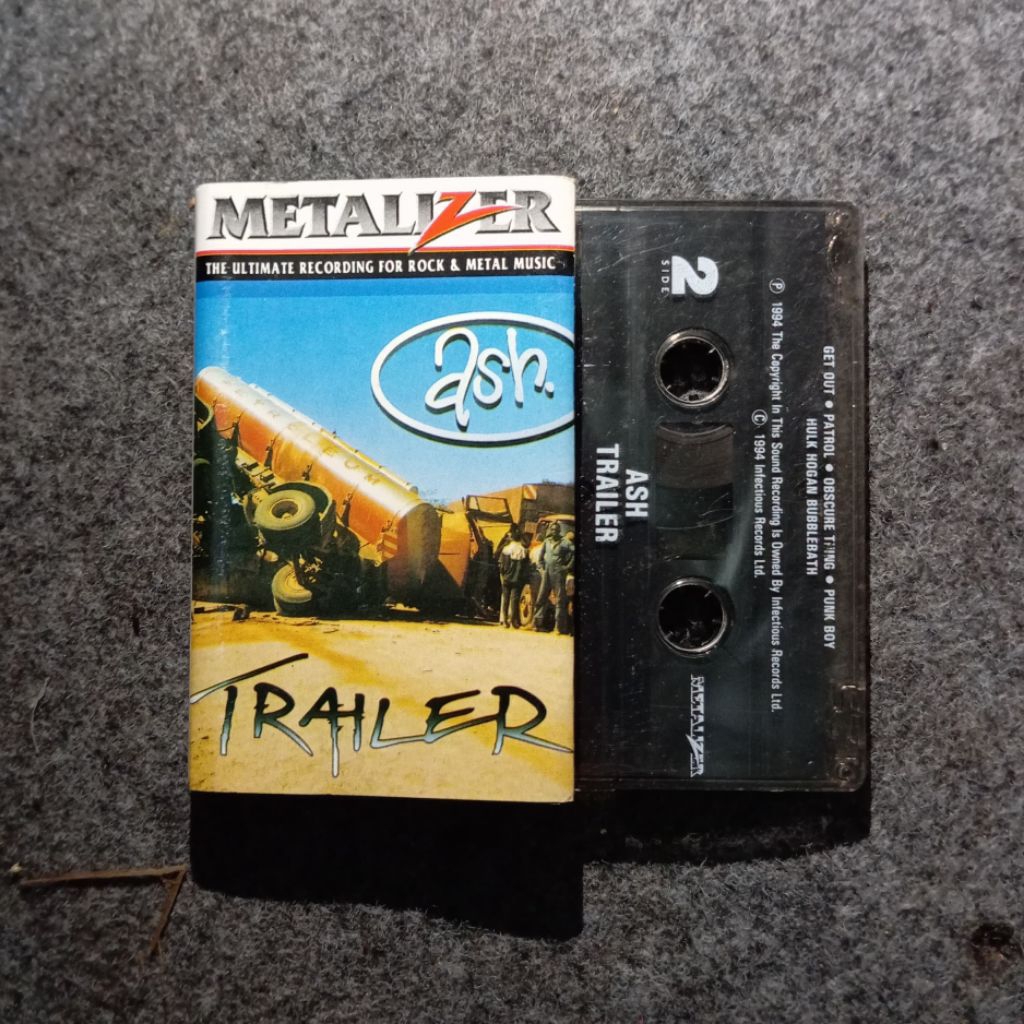 METALIZER
THE ULTIMATE RECORDING FOR ROCK & METAL MUSIC
ash.
TRAILER
2
SIDE
ASH
TRAILER
GET OUT • PATROL • OBSCURE THING • PUNK BOY
HULK HOGAN BUBBLEBATH
℗ 1994 The Copyright In This Sound Recording Is Owned By Infectious Records Ltd.
© 1994 Infectious Records Ltd.
METALIZER